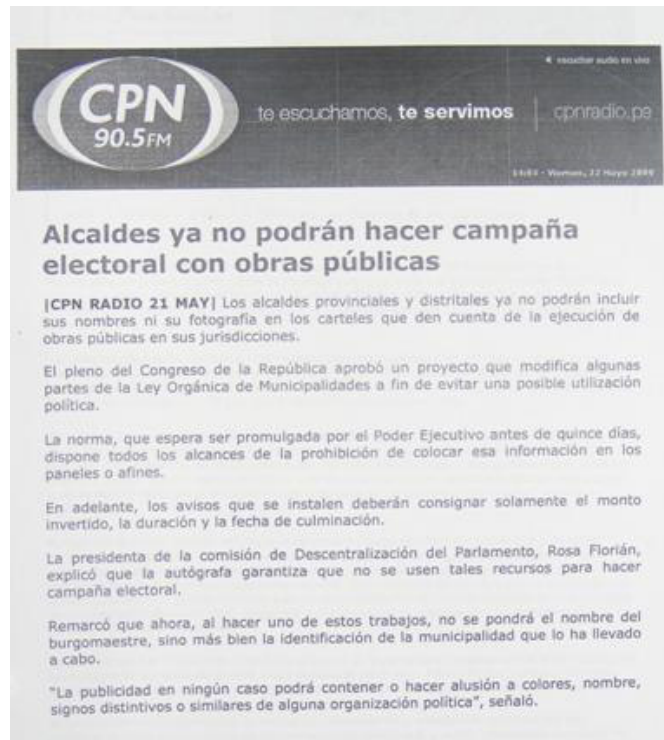 escuchar audio en vivo
CPN
90.5FM
te escuchamos, te servimos
cpnradio.pe
Viernes, 22 Mayo
Alcaldes ya no podrán hacer campaña
electoral con obras públicas
[CPN RADIO 21 MAY] Los alcaldes provinciales y distritales ya no podrán incluir
sus nombres ni su fotografía en los carteles que den cuenta de la ejecución de
obras públicas en sus jurisdicciones.
El pleno del Congreso de la República aprobó un proyecto que modifica algunas
partes de la Ley Orgánica de Municipalidades a fin de evitar una posible utilización
política.
La norma, que espera ser promulgada por el Poder Ejecutivo antes de quince días,
dispone todos los alcances de la prohibición de colocar esa información en los
paneles o afines.
En adelante, los avisos que se instalen deberán consignar solamente el monto
invertido, la duración y la fecha de culminación.
La presidenta de la comisión de Descentralización del Parlamento, Rosa Florián,
explicó que la autógrafa garantiza que no se usen tales recursos para hacer
campaña electoral.
Remarcó que ahora, al hacer uno de estos trabajos, no se pondrá el nombre del
burgomaestre, sino más bien la identificación de la municipalidad que lo ha llevado
a cabo.
"La publicidad en ningún caso podrá contener o hacer alusión a colores, nombre,
signos distintivos o similares de alguna organización política", señaló.